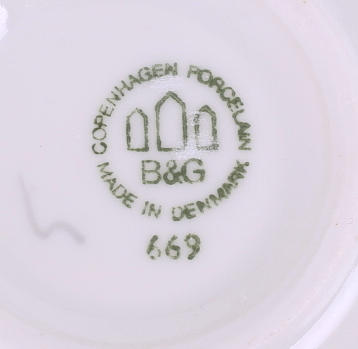 COPENHAGEN PORCELAIN
B&G
MADE IN DENMARK
669